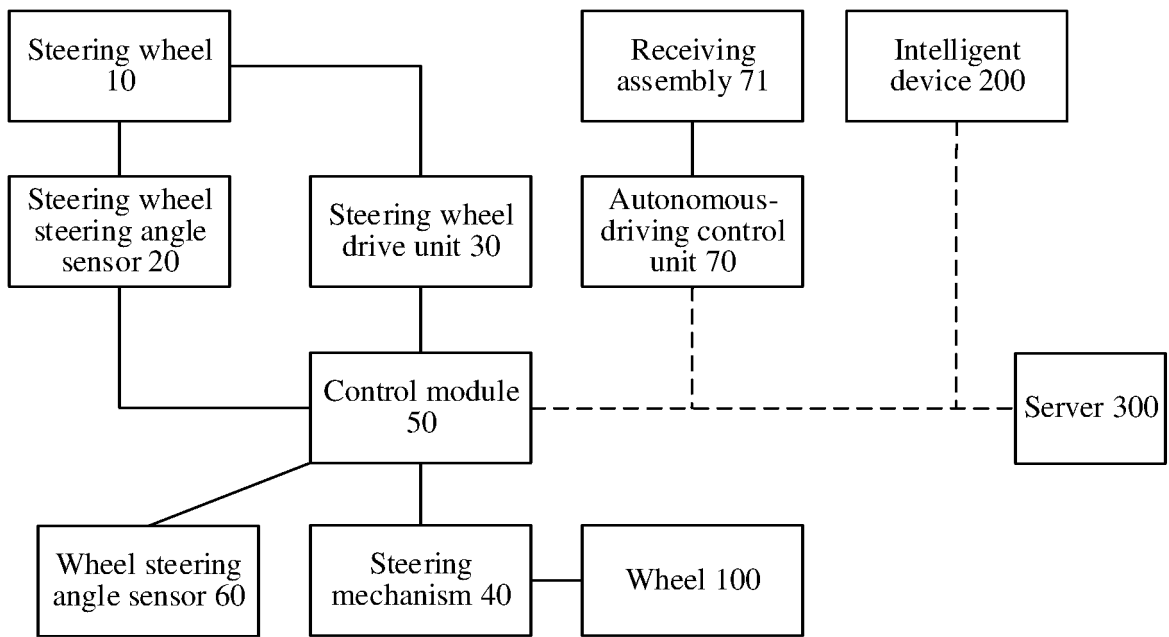 Steering wheel
10
Receiving
assembly 71
Intelligent
device 200
Steering wheel
steering angle
sensor 20
Steering wheel
drive unit 30
Autonomous-
driving control
unit 70
Control module
50
Server 300
Wheel steering
angle sensor 60
Steering
mechanism 40
Wheel 100